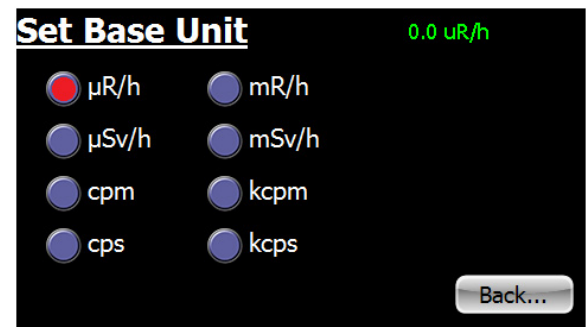 Set Base Unit 0.0 uR/h
µR/h mR/h
µSv/h mSv/h
cpm kcpm
cps kcps
Back...